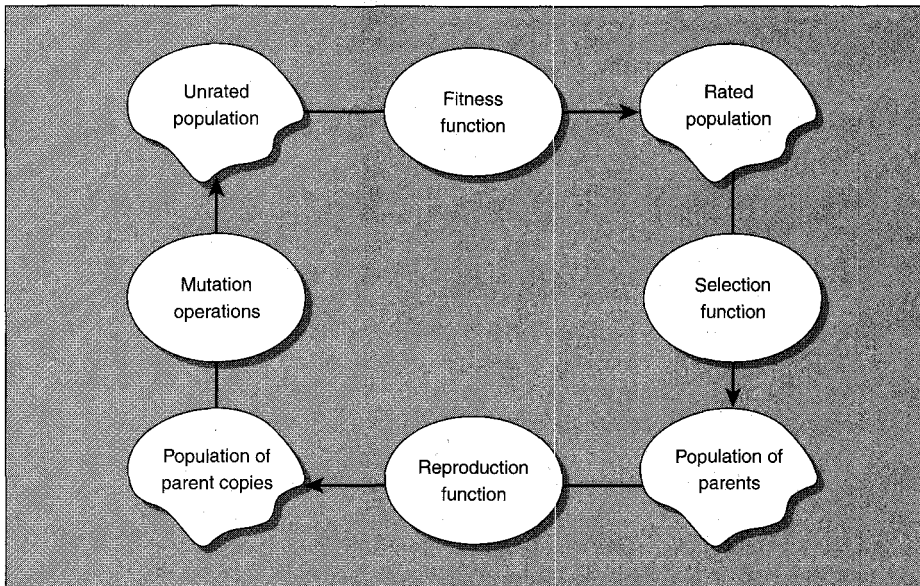 Unrated
population
Fitness
function
Rated
population
Mutation
operations
Selection
function
Population of
parent copies
Reproduction
function
Population of
parents